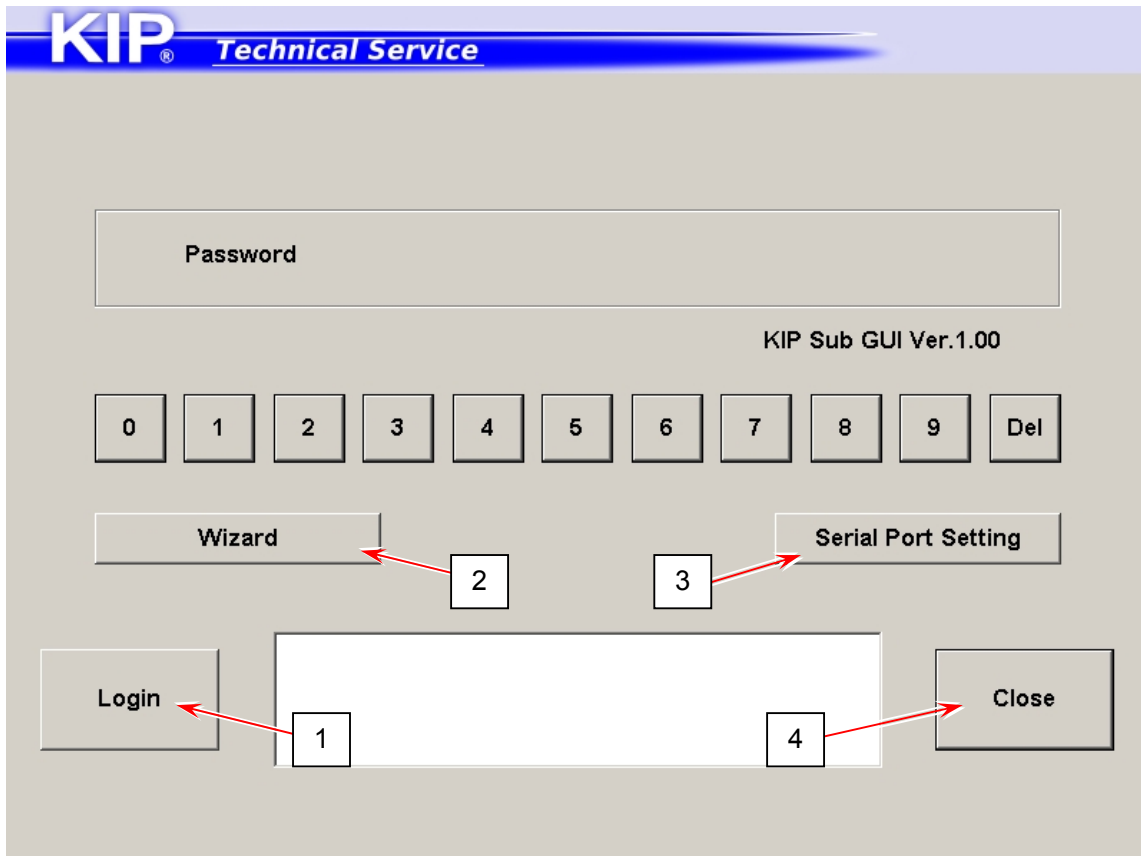 KIP® Technical Service
Password
KIP Sub GUI Ver.1.00
0 1 2 3 4 5 6 7 8 9 Del
Wizard Serial Port Setting
2 3
Login Close
1 4